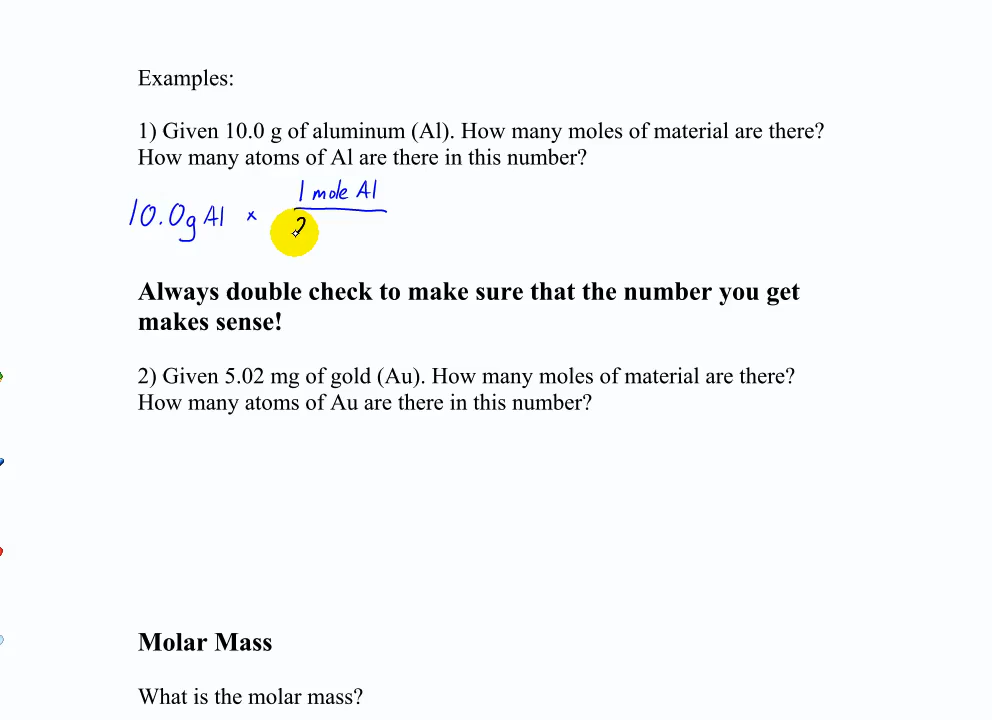 Examples:
1) Given 10.0 g of aluminum (Al). How many moles of material are there?
How many atoms of Al are there in this number?
1 mole Al
10.0g Al ×
2
Always double check to make sure that the number you get
makes sense!
2) Given 5.02 mg of gold (Au). How many moles of material are there?
How many atoms of Au are there in this number?
Molar Mass
What is the molar mass?